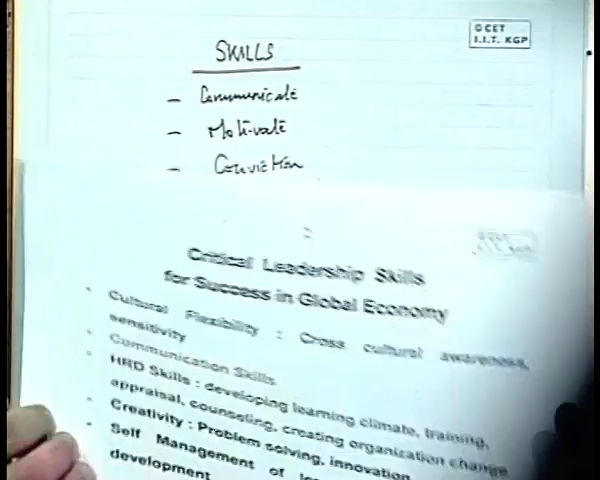 © CET
I.I.T. KGP
SKILLS
- Communicate
- Motivate
- Conviction
Critical Leadership Skills
for Success in Global Economy
• Cultural Flexibility : Cross cultural awareness,
sensitivity
• Communication Skills
• HRD Skills : developing learning climate, training,
appraisal, counseling, creating organization change
• Creativity : Problem solving, innovation
• Self Management of
development